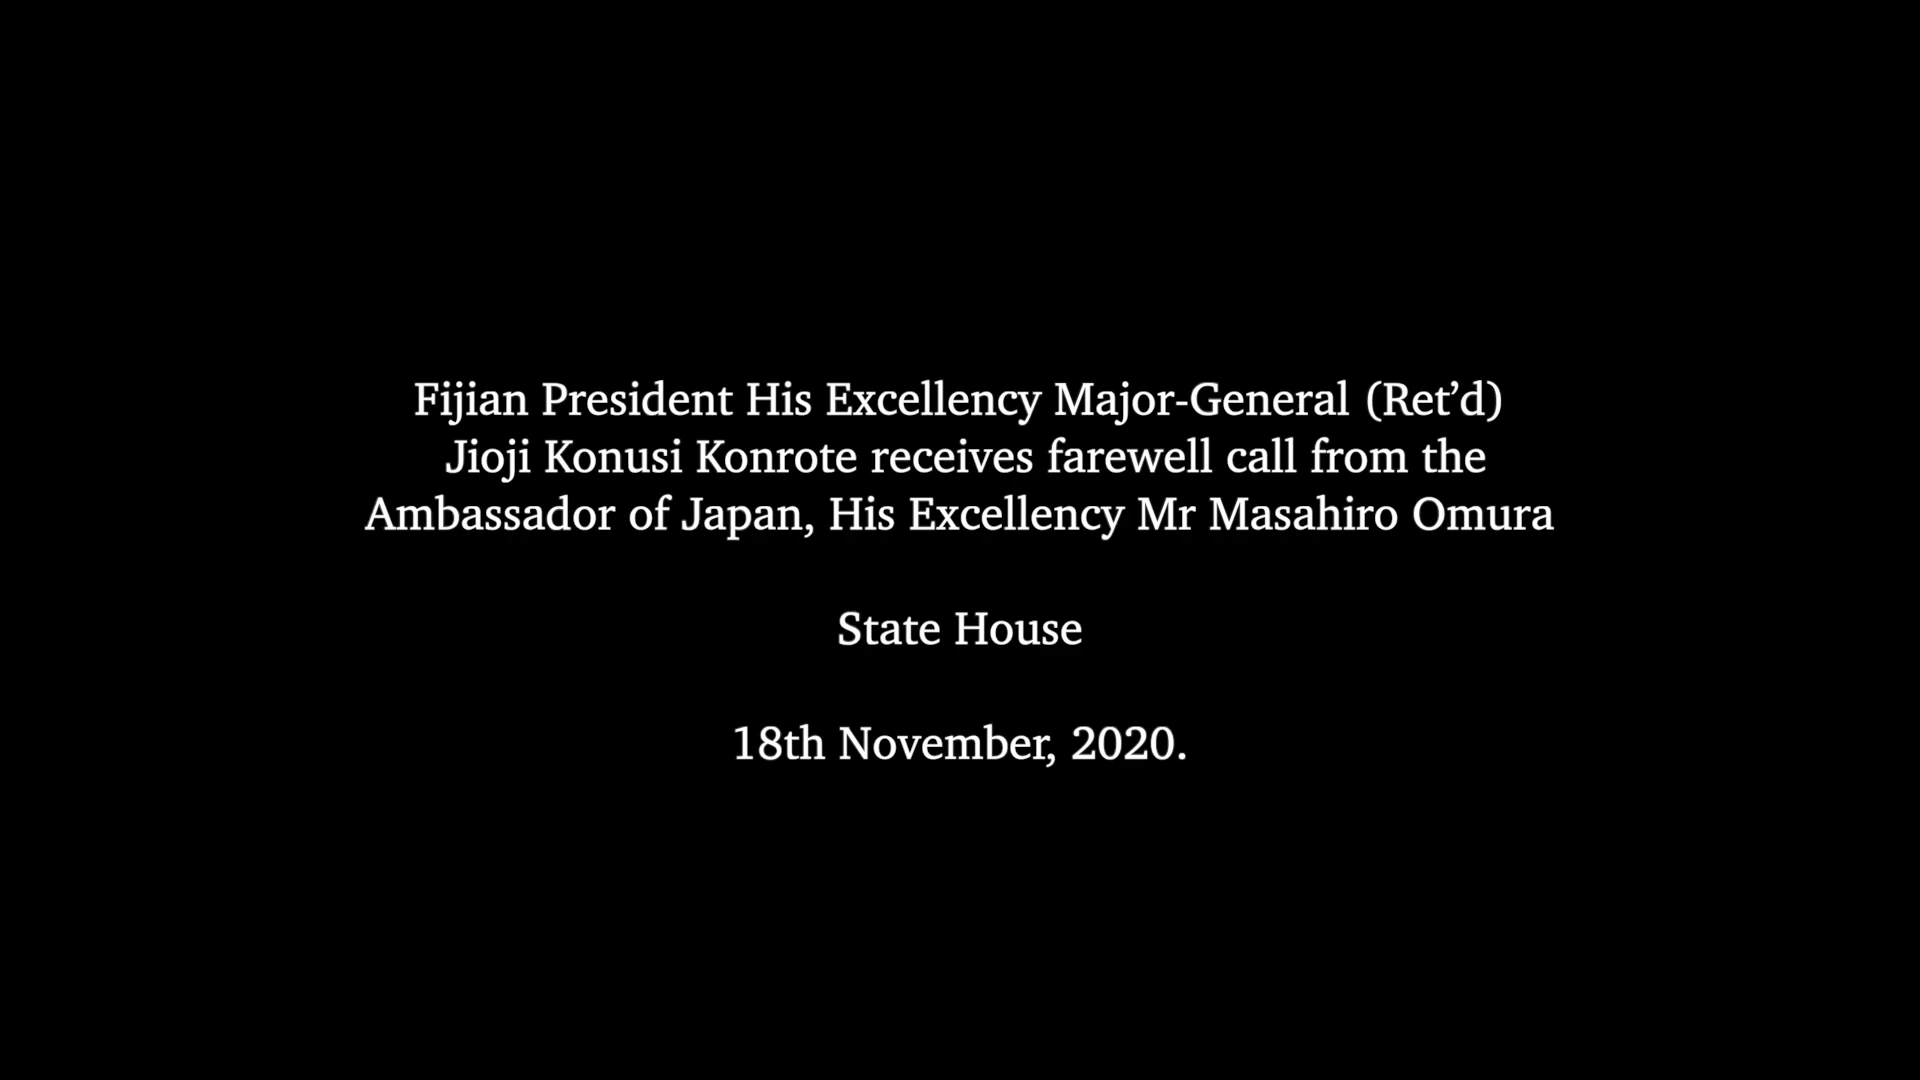 Fijian President His Excellency Major-General (Ret’d)
Jioji Konusi Konrote receives farewell call from the
Ambassador of Japan, His Excellency Mr Masahiro Omura
State House
18th November, 2020.